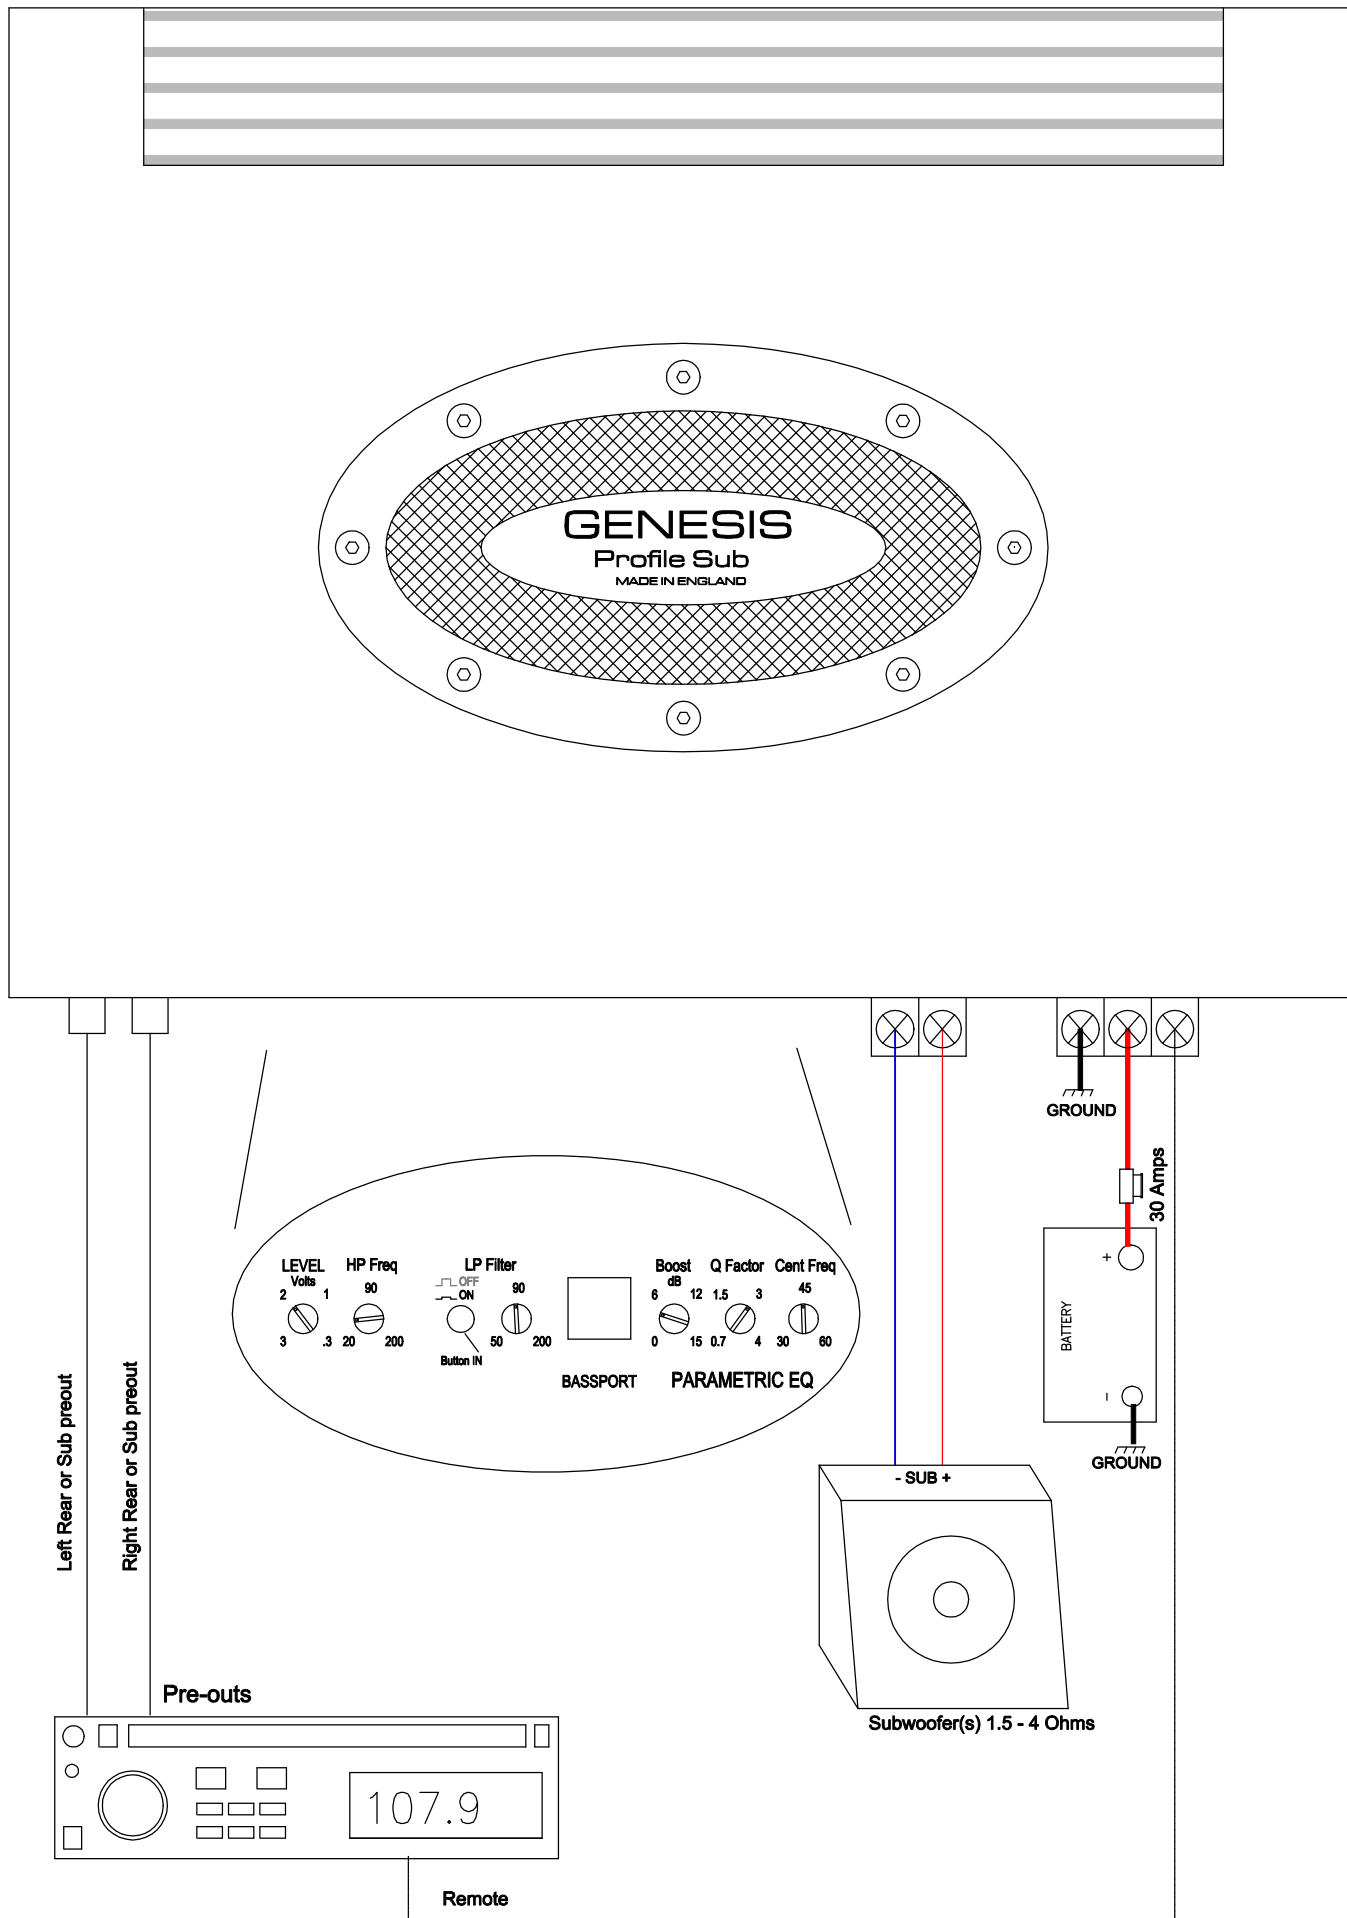 GENESIS
Profile Sub
MADE IN ENGLAND
GROUND
30 Amps
+
BATTERY
-
GROUND
LEVEL
Volts
2 1
3 .3
HP Freq
90
20 200
LP Filter
OFF
ON
90
50 200
Button IN
BASSPORT
Boost
dB
6 12
0 15
Q Factor
1.5 3
0.7 4
Cent Freq
45
30 60
PARAMETRIC EQ
Left Rear or Sub preout
Right Rear or Sub preout
- SUB +
Subwoofer(s) 1.5 - 4 Ohms
Pre-outs
107.9
Remote